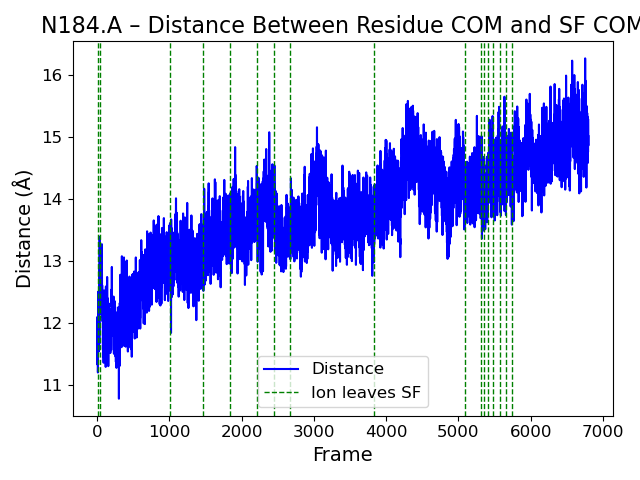 N184.A – Distance Between Residue COM and SF COM
Distance (Å)
16
15
14
13
12
11
Distance
Ion leaves SF
0 1000 2000 3000 4000 5000 6000 7000
Frame